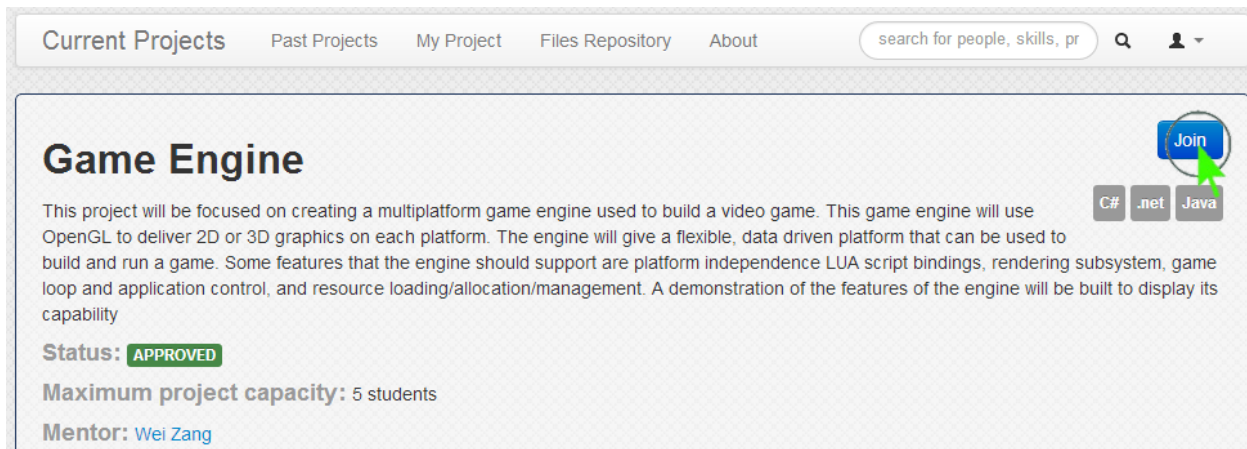 Current Projects Past Projects My Project Files Repository About search for people, skills, pr
Join
Game Engine
C# .net Java
This project will be focused on creating a multiplatform game engine used to build a video game. This game engine will use
OpenGL to deliver 2D or 3D graphics on each platform. The engine will give a flexible, data driven platform that can be used to
build and run a game. Some features that the engine should support are platform independence LUA script bindings, rendering subsystem, game
loop and application control, and resource loading/allocation/management. A demonstration of the features of the engine will be built to display its
capability
Status: APPROVED
Maximum project capacity: 5 students
Mentor: Wei Zang